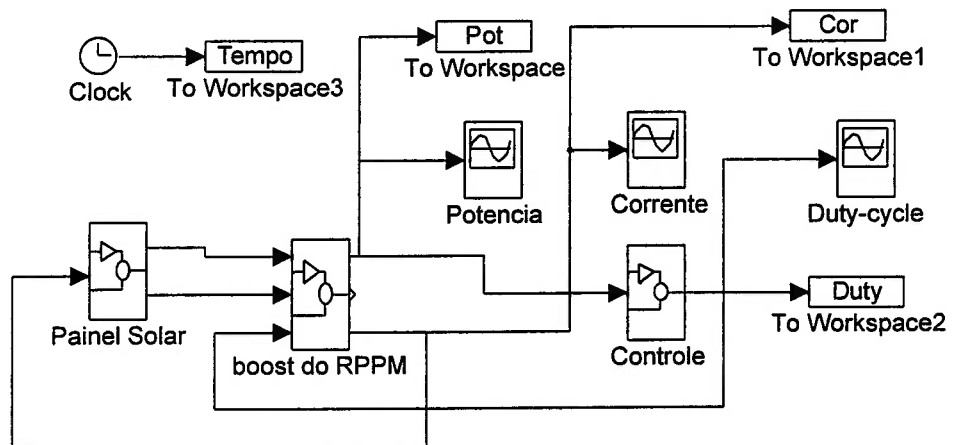 Pot
To Workspace
Cor
To Workspace1
Tempo
To Workspace3
Clock
Potencia
Corrente
Duty-cycle
Painel Solar
boost do RPPM
Controle
Duty
To Workspace2